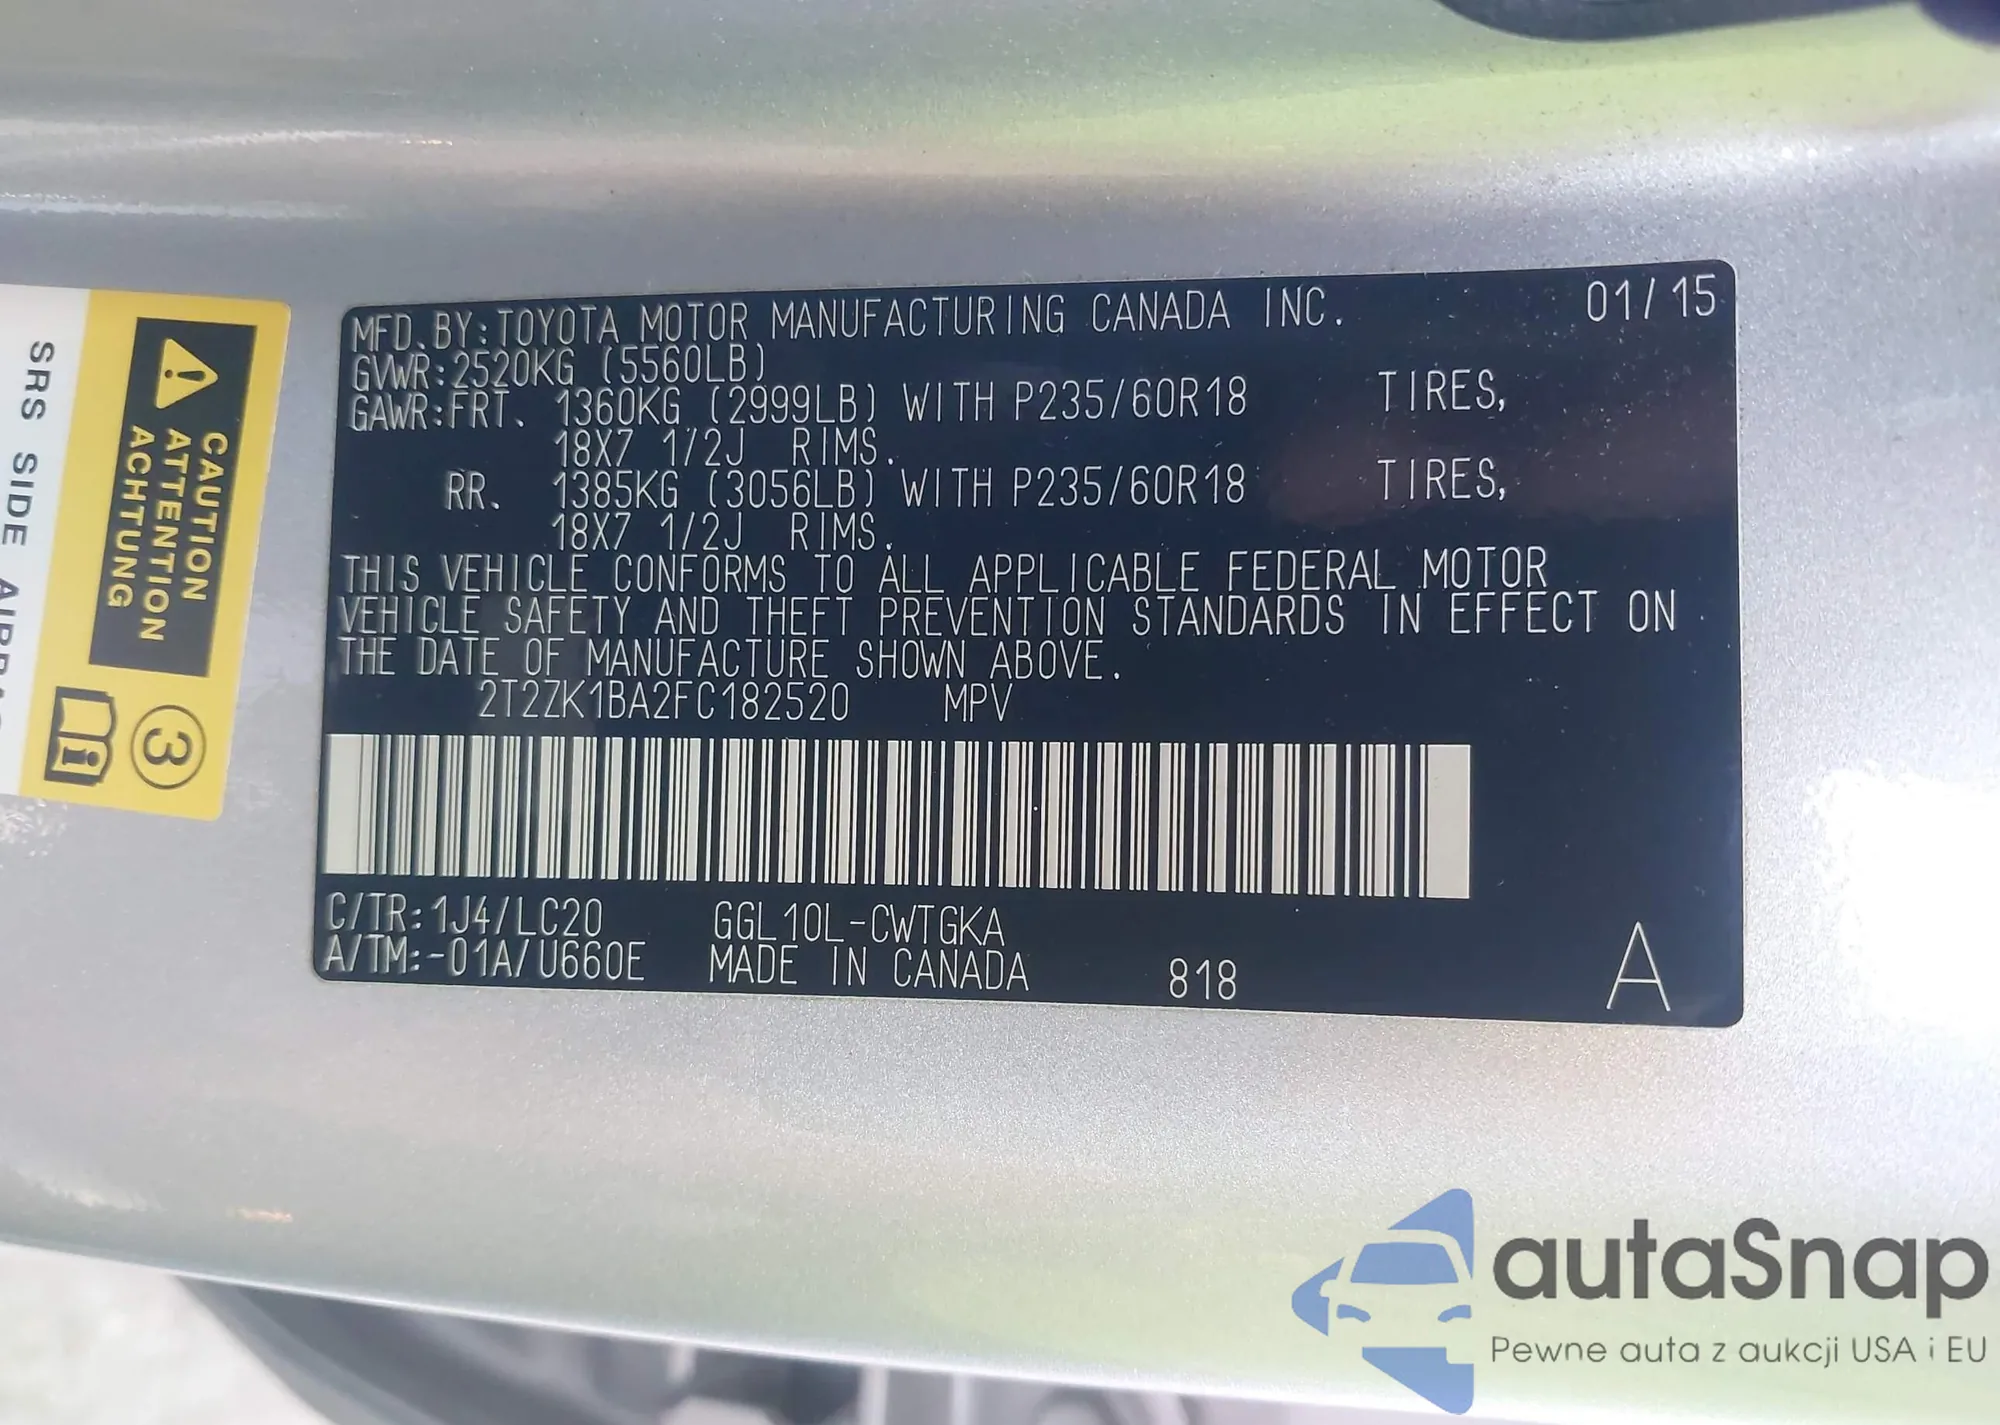 MFD.BY:TOYOTA MOTOR MANUFACTURING CANADA INC. 01/15
GVWR:2520KG (5560LB)
GAWR:FRT. 1360KG (2999LB) WITH P235/60R18 TIRES,
18X7 1/2J RIMS.
RR. 1385KG (3056LB) WITH P235/60R18 TIRES,
18X7 1/2J RIMS.
THIS VEHICLE CONFORMS TO ALL APPLICABLE FEDERAL MOTOR
VEHICLE SAFETY AND THEFT PREVENTION STANDARDS IN EFFECT ON
THE DATE OF MANUFACTURE SHOWN ABOVE.
2T2ZK1BA2FC182520 MPV
C/TR:1J4/LC20 GGL10L-CWTGKA
A/TM:-01A/U660E MADE IN CANADA 818 A
CAUTION
ATTENTION
ACHTUNG
3
SRS SIDE
autaSnap
Pewne auta z aukcji USA i EU